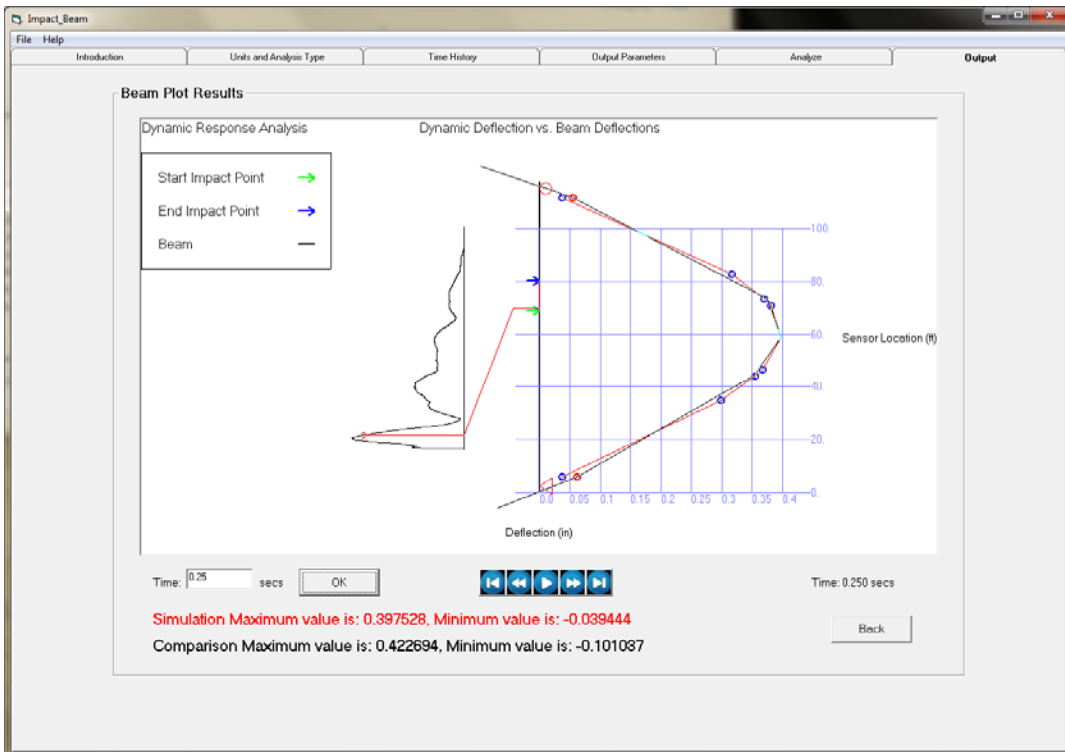 Impact_Beam
File Help
Introduction
Units and Analysis Type
Time History
Output Parameters
Analyze
Output
Beam Plot Results
Dynamic Response Analysis
Dynamic Deflection vs. Beam Deflections
Start Impact Point
End Impact Point
Beam
100.
80.
60.
Sensor Location (ft)
40.
20.
0.
0.0 0.05 0.1 0.15 0.2 0.25 0.3 0.35 0.4
Deflection (in)
Time: 0.25 secs OK
Time: 0.250 secs
Simulation Maximum value is: 0.397528, Minimum value is: -0.039444
Back
Comparison Maximum value is: 0.422694, Minimum value is: -0.101037